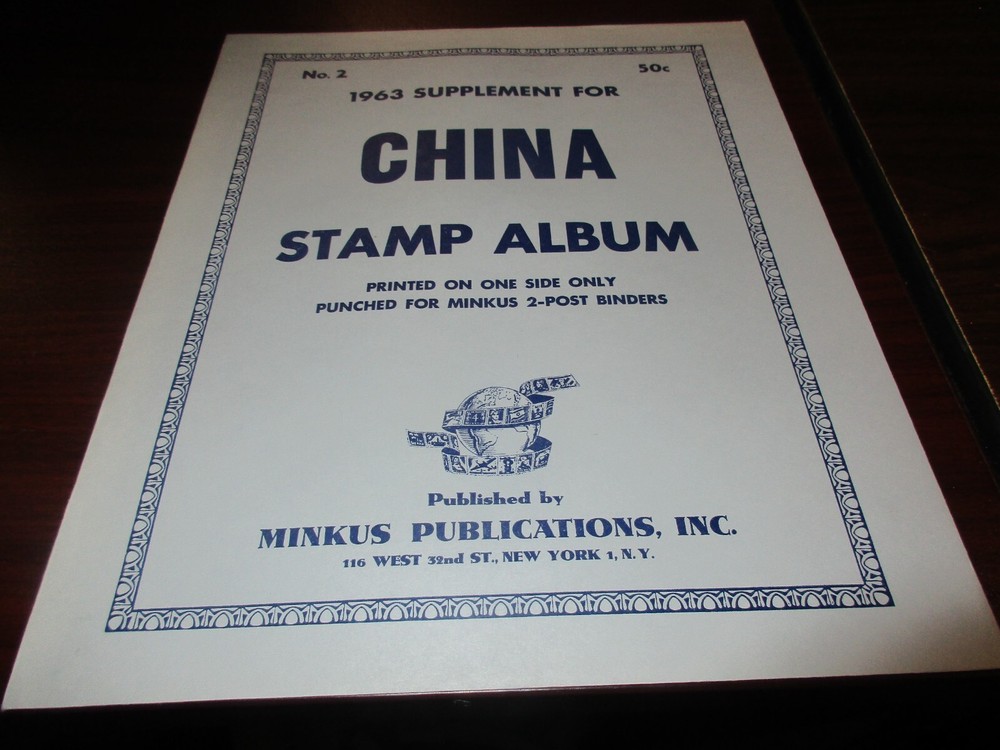 No. 2
50c
1963 SUPPLEMENT FOR
CHINA
STAMP ALBUM
PRINTED ON ONE SIDE ONLY
PUNCHED FOR MINKUS 2-POST BINDERS
Published by
MINKUS PUBLICATIONS, INC.
116 WEST 32nd ST., NEW YORK 1, N. Y.